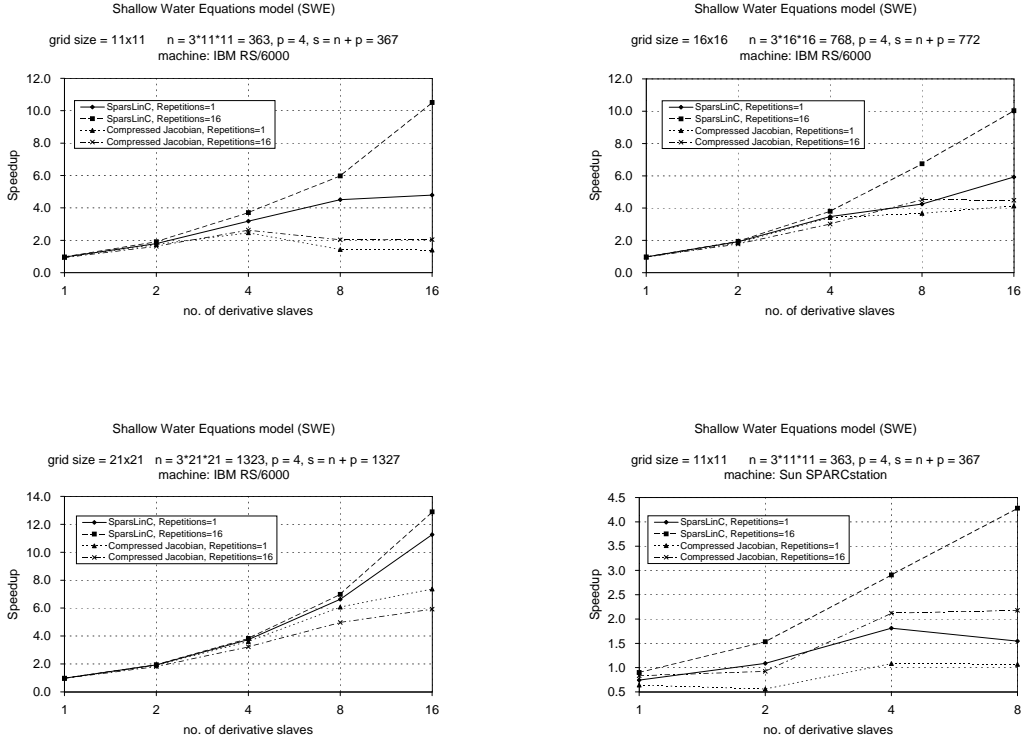 Shallow Water Equations model (SWE)
grid size = 11x11 n = 3*11*11 = 363, p = 4, s = n + p = 367
machine: IBM RS/6000
12.0
10.0
8.0
6.0
4.0
2.0
0.0
Speedup
SparsLinC, Repetitions=1
SparsLinC, Repetitions=16
Compressed Jacobian, Repetitions=1
Compressed Jacobian, Repetitions=16
1 2 4 8 16
no. of derivative slaves
Shallow Water Equations model (SWE)
grid size = 16x16 n = 3*16*16 = 768, p = 4, s = n + p = 772
machine: IBM RS/6000
12.0
10.0
8.0
6.0
4.0
2.0
0.0
Speedup
SparsLinC, Repetitions=1
SparsLinC, Repetitions=16
Compressed Jacobian, Repetitions=1
Compressed Jacobian, Repetitions=16
1 2 4 8 16
no. of derivative slaves
Shallow Water Equations model (SWE)
grid size = 21x21 n = 3*21*21 = 1323, p = 4, s = n + p = 1327
machine: IBM RS/6000
14.0
12.0
10.0
8.0
6.0
4.0
2.0
0.0
Speedup
SparsLinC, Repetitions=1
SparsLinC, Repetitions=16
Compressed Jacobian, Repetitions=1
Compressed Jacobian, Repetitions=16
1 2 4 8 16
no. of derivative slaves
Shallow Water Equations model (SWE)
grid size = 11x11 n = 3*11*11 = 363, p = 4, s = n + p = 367
machine: Sun SPARCstation
4.5
4.0
3.5
3.0
2.5
2.0
1.5
1.0
0.5
Speedup
SparsLinC, Repetitions=1
SparsLinC, Repetitions=16
Compressed Jacobian, Repetitions=1
Compressed Jacobian, Repetitions=16
1 2 4 8
no. of derivative slaves